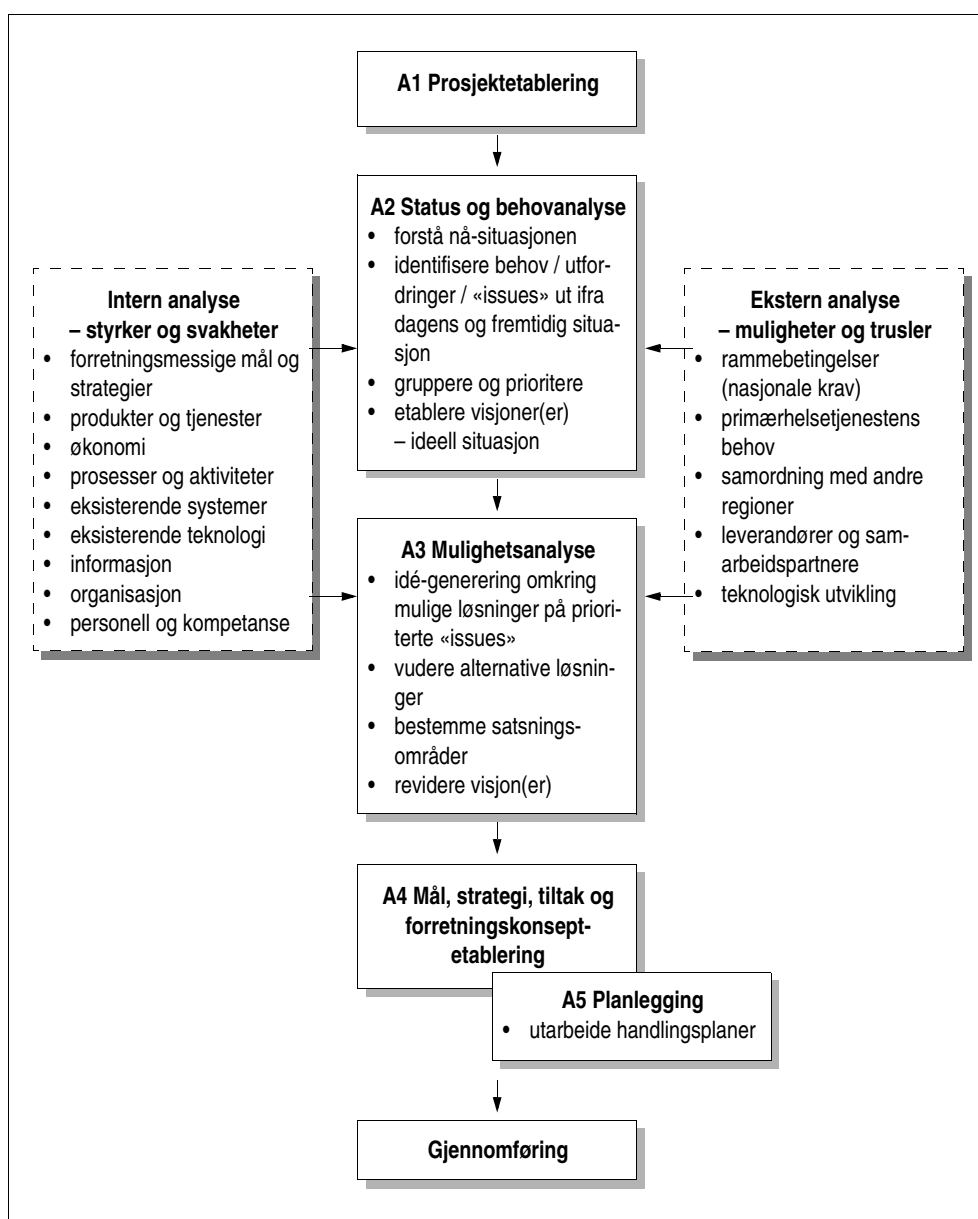 A1 Prosjektetablering
A2 Status og behovanalyse
• forstå nå-situasjonen
• identifisere behov / utfor-
dringer / «issues» ut ifra
dagens og fremtidig situa-
sjon
• gruppere og prioritere
• etablere visjoner(er)
– ideell situasjon
Intern analyse
– styrker og svakheter
• forretningsmessige mål og
strategier
• produkter og tjenester
• økonomi
• prosesser og aktiviteter
• eksisterende systemer
• eksisterende teknologi
• informasjon
• organisasjon
• personell og kompetanse
Ekstern analyse
– muligheter og trusler
• rammebetingelser
(nasjonale krav)
• primærhelsetjenestens
behov
• samordning med andre
regioner
• leverandører og sam-
arbeidspartnere
• teknologisk utvikling
A3 Mulighetsanalyse
• idé-generering omkring
mulige løsninger på priori-
terte «issues»
• vudere alternative løsnin-
ger
• bestemme satsnings-
områder
• revidere visjon(er)
A4 Mål, strategi, tiltak og
forretningskonsept-
etablering
A5 Planlegging
• utarbeide handlingsplaner
Gjennomføring